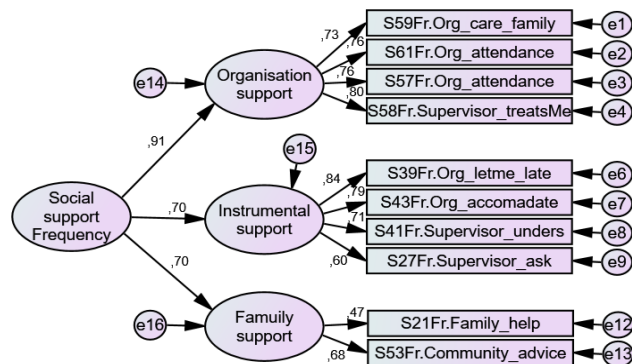 S59Fr.Org_care_family
e1
,73
S61Fr.Org_attendance
e2
,76
S57Fr.Org_attendance
e3
,76
S58Fr.Supervisor_treatsMe
e4
,80
Organisation
support
e14
,91
e15
S39Fr.Org_letme_late
e6
,84
S43Fr.Org_accomadate
e7
,79
S41Fr.Supervisor_unders
e8
,71
S27Fr.Supervisor_ask
e9
,60
Social
support
Frequency
,70
Instrumental
support
,70
e16
Famuily
support
S21Fr.Family_help
e12
,47
S53Fr.Community_advice
e13
,68